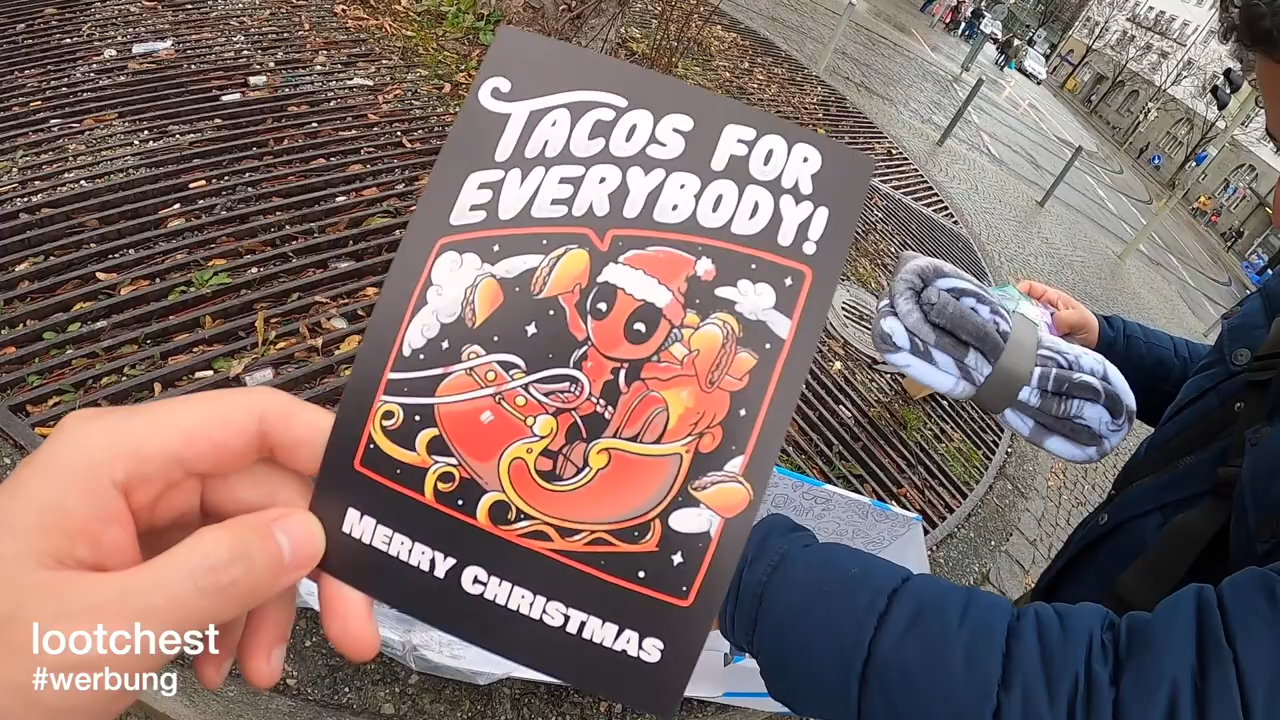 TACOS FOR
EVERYBODY!
MERRY CHRISTMAS
lootchest
#werbung